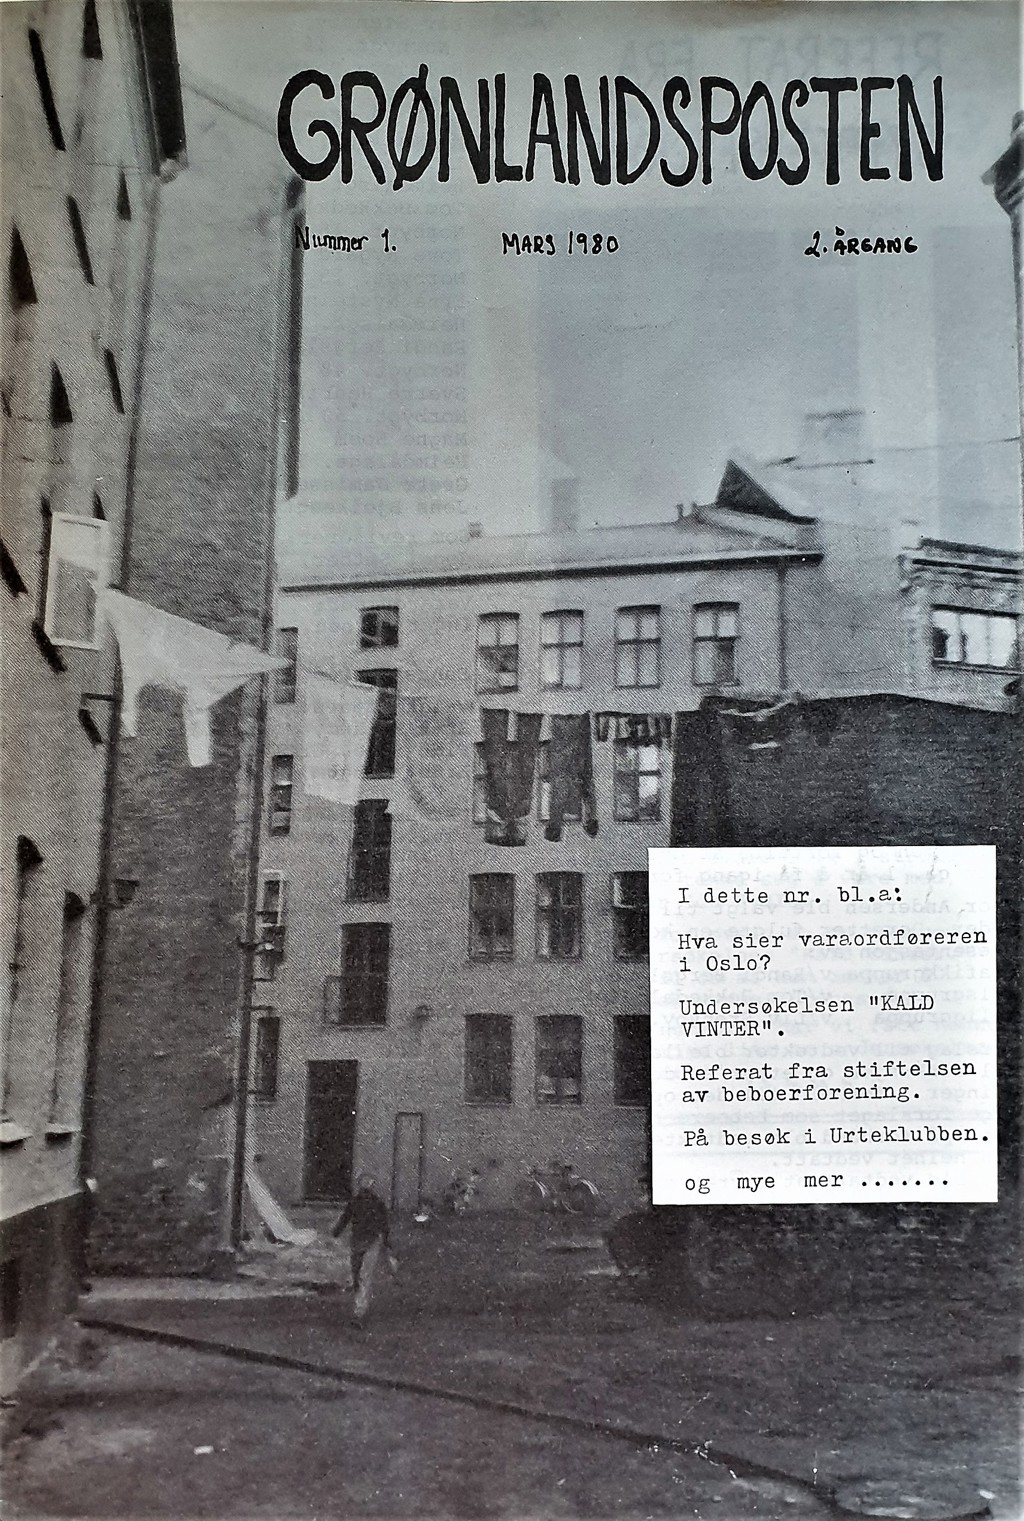 GRØNLANDSPOSTEN
Nummer 1. MARS 1980 2. ÅRGANG
I dette nr. bl.a:
Hva sier varaordføreren
i Oslo?
Undersøkelsen "KALD
VINTER".
Referat fra stiftelsen
av beboerforening.
På besøk i Urteklubben.
og mye mer .......